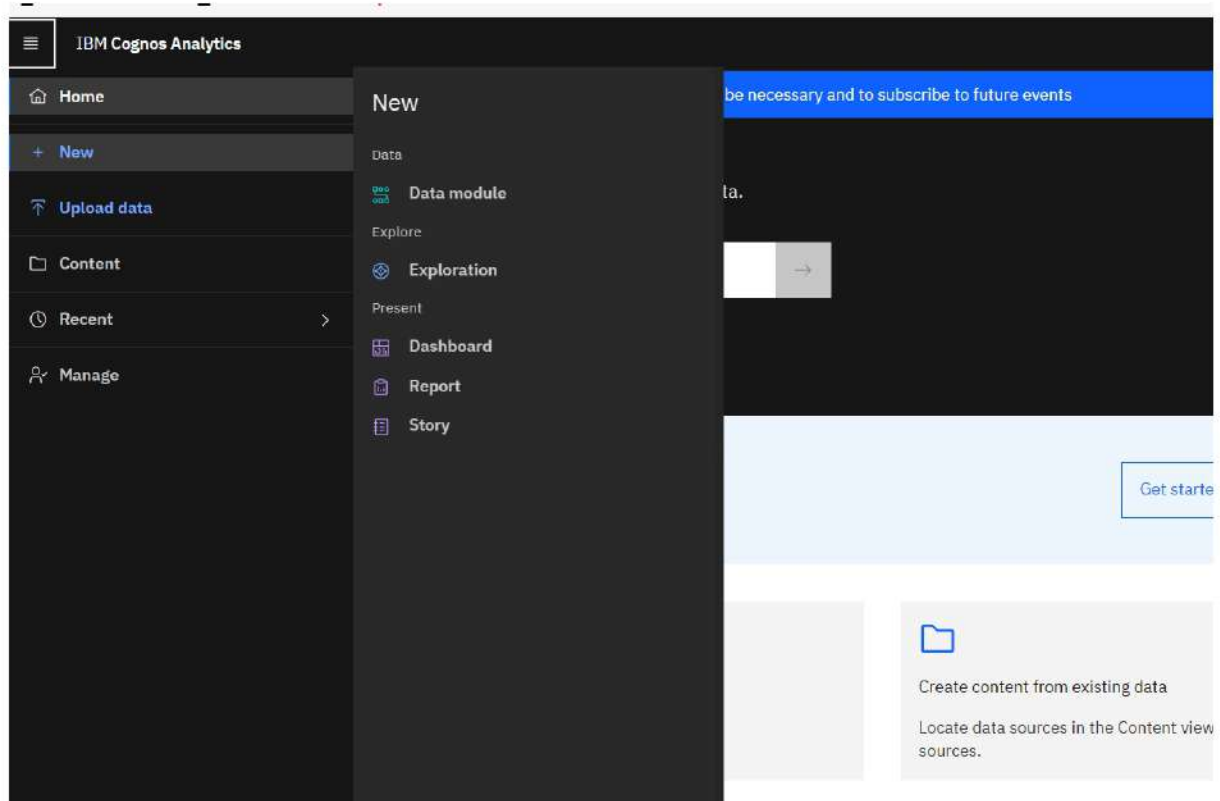 IBM Cognos Analytics
Home
+ New
Upload data
Content
Recent
Manage
New
Data
Data module
Explore
Exploration
Present
Dashboard
Report
Story
be necessary and to subscribe to future events
ta.
Get starte
Create content from existing data
Locate data sources in the Content view
sources.